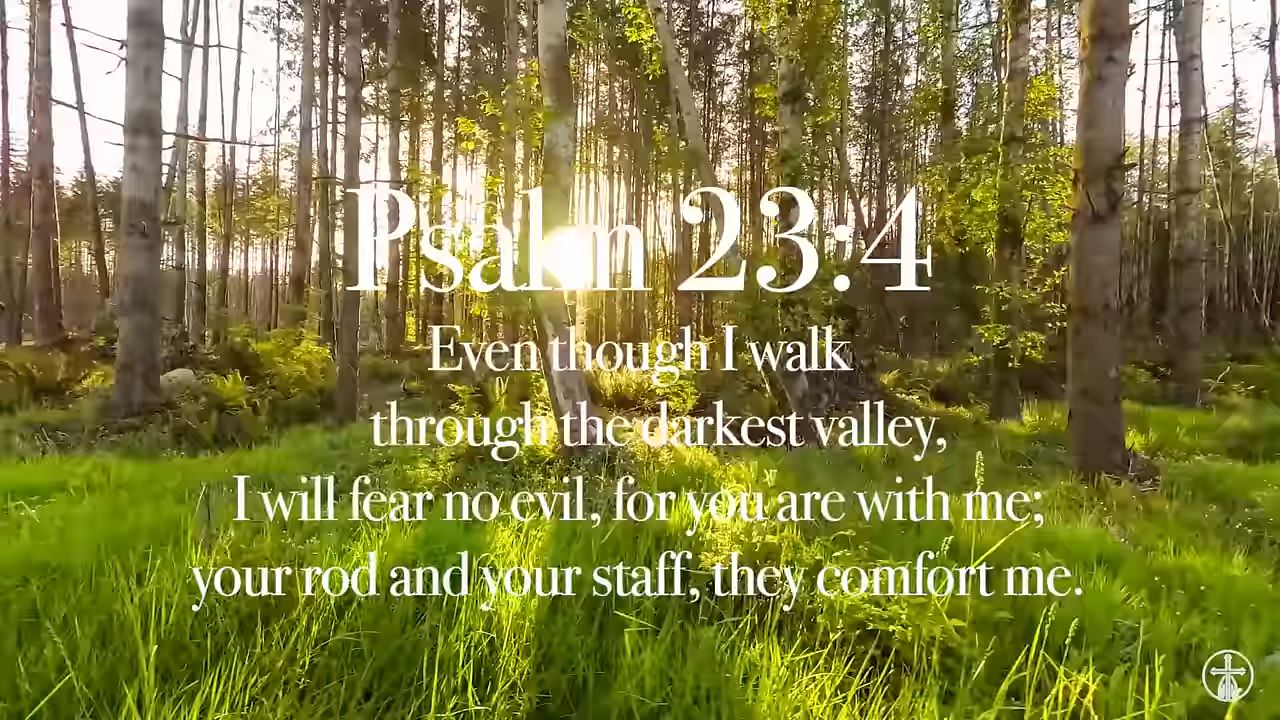 Psalm 23:4
Even though I walk
through the darkest valley,
I will fear no evil, for you are with me;
your rod and your staff, they comfort me.